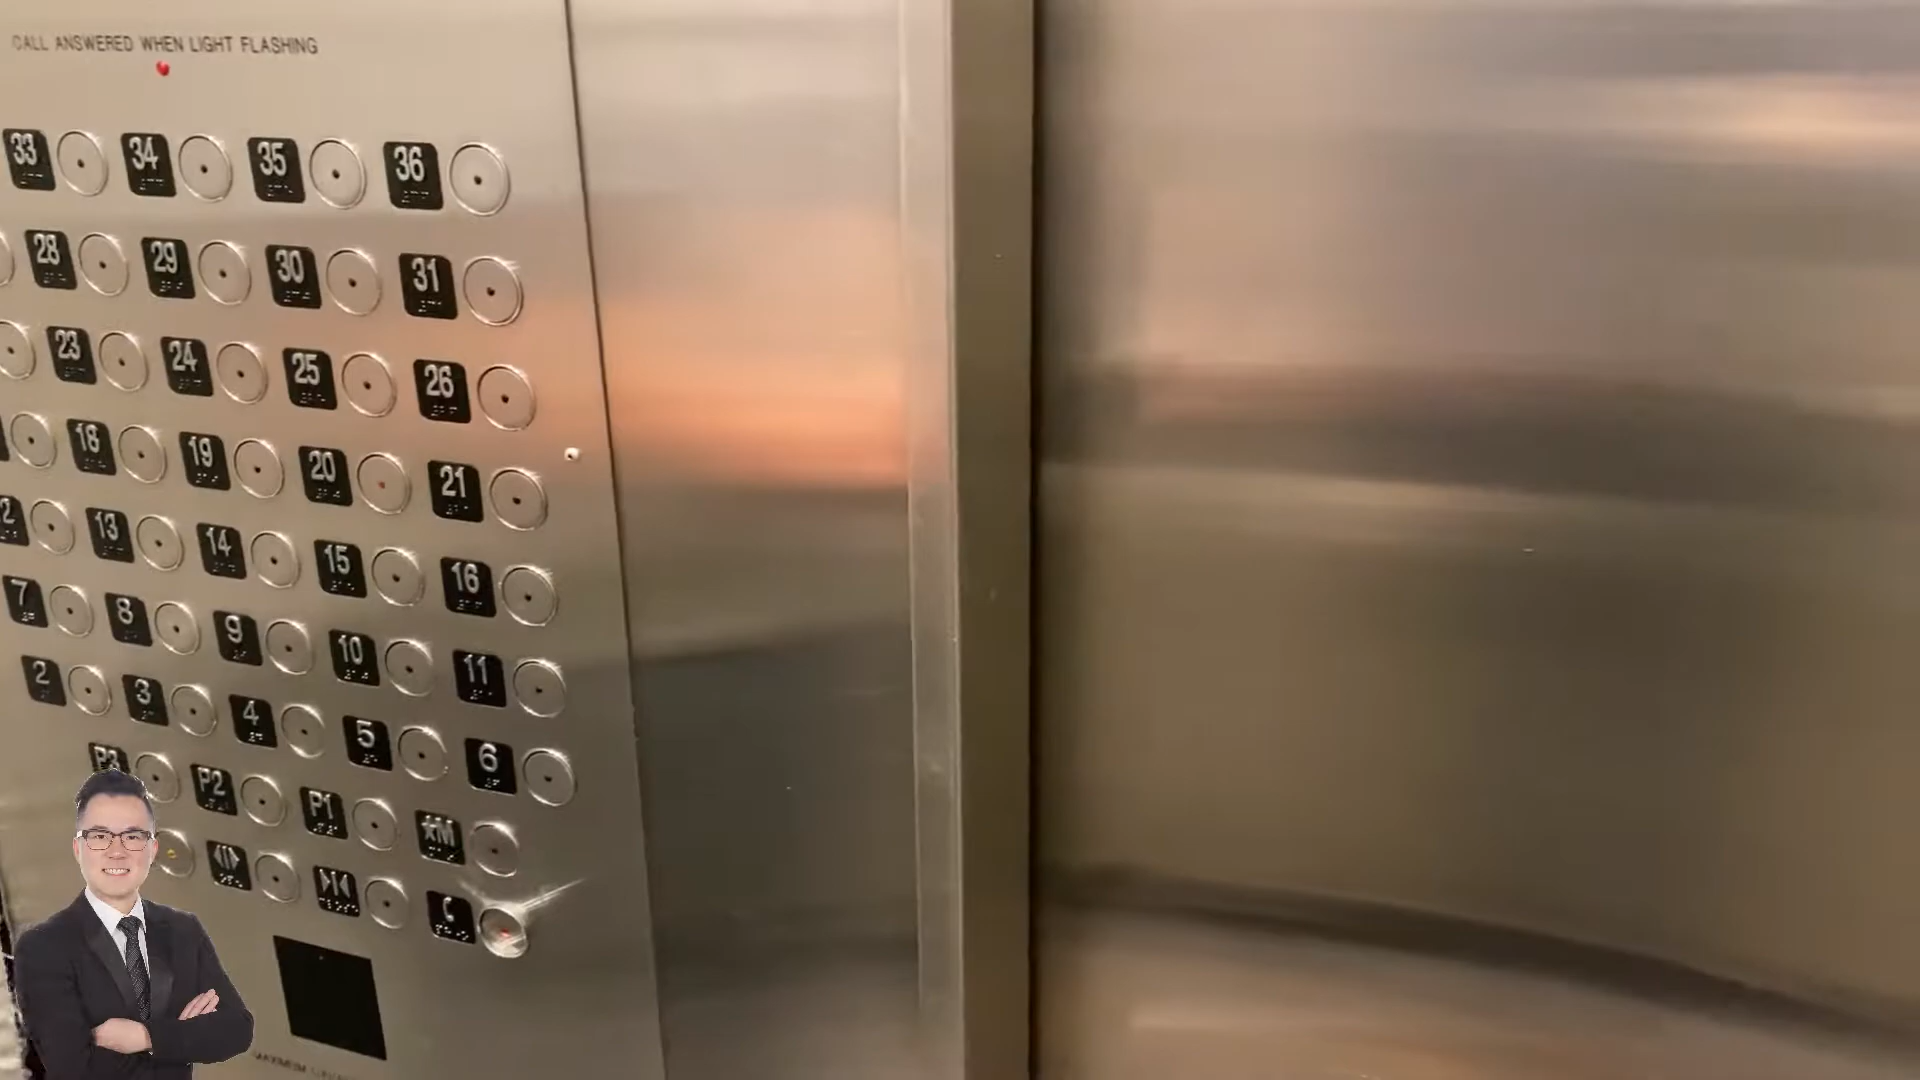 CALL ANSWERED WHEN LIGHT FLASHING
33 34 35 36
28 29 30 31
23 24 25 26
18 19 20 21
13 14 15 16
7 8 9 10 11
2 3 4 5 6
P3 P2 P1 ★M
MAXIMUM